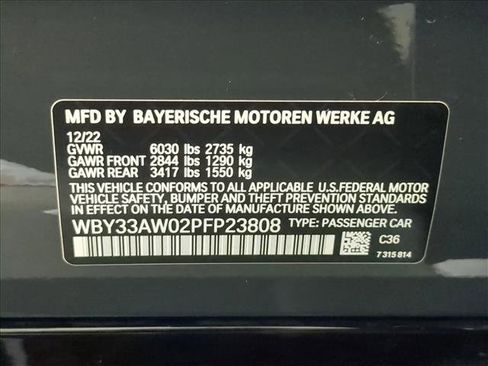 MFD BY BAYERISCHE MOTOREN WERKE AG
12/22
GVWR 6030 lbs 2735 kg
GAWR FRONT 2844 lbs 1290 kg
GAWR REAR 3417 lbs 1550 kg
THIS VEHICLE CONFORMS TO ALL APPLICABLE U.S.FEDERAL MOTOR
VEHICLE SAFETY, BUMPER AND THEFT PREVENTION STANDARDS
IN EFFECT ON THE DATE OF MANUFACTURE SHOWN ABOVE.
WBY33AW02PFP23808 TYPE: PASSENGER CAR
C36
7 315 814